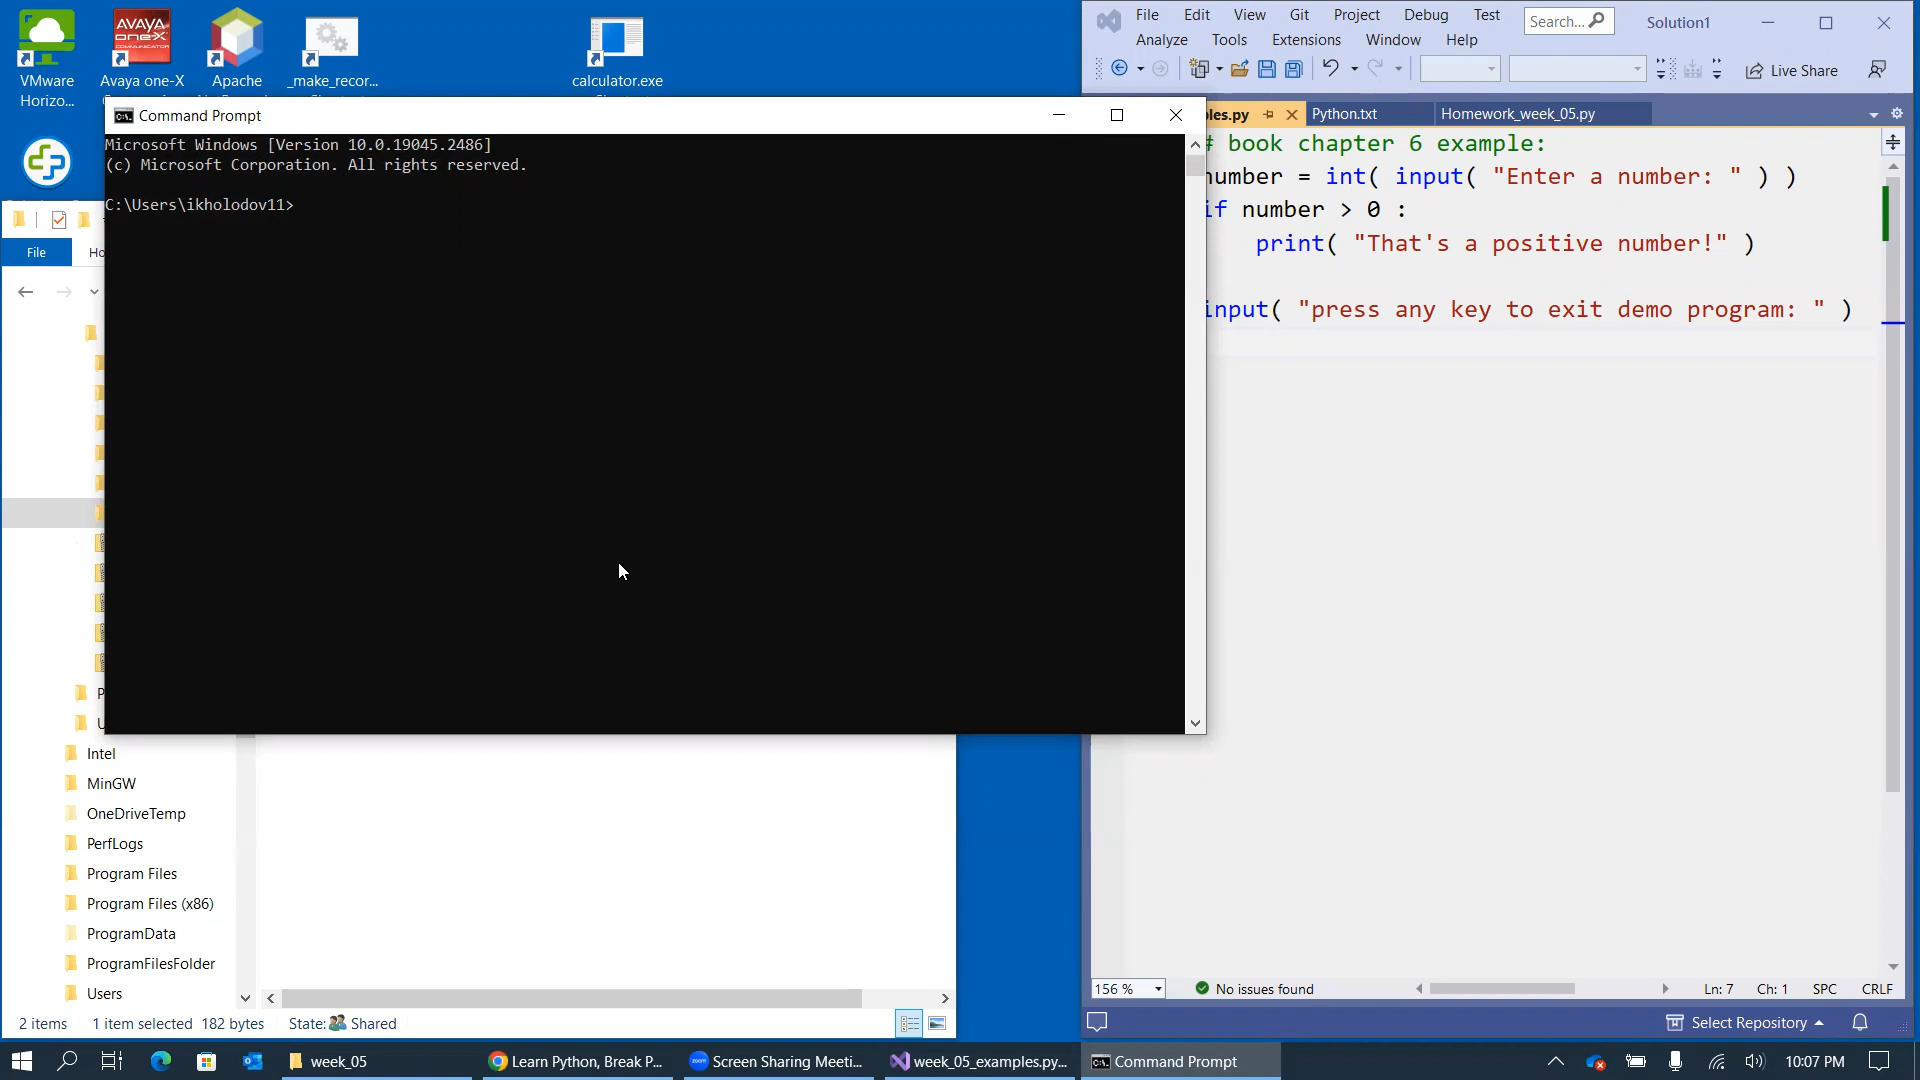 VMware
Horizo...
AVAYA
one-X
Avaya one-X
Apache
_make_recor...
calculator.exe
File
Command Prompt
Microsoft Windows [Version 10.0.19045.2486]
(c) Microsoft Corporation. All rights reserved.
C:\Users\ikholodov11>
Intel
MinGW
OneDriveTemp
PerfLogs
Program Files
Program Files (x86)
ProgramData
ProgramFilesFolder
Users
2 items 1 item selected 182 bytes State: Shared
File Edit View Git Project Debug Test
Search...
Solution1
Analyze Tools Extensions Window Help
Live Share
les.py Python.txt Homework_week_05.py
# book chapter 6 example:
number = int( input( "Enter a number: " ) )
if number > 0 :
print( "That's a positive number!" )
input( "press any key to exit demo program: " )
156 % No issues found Ln: 7 Ch: 1 SPC CRLF
Select Repository
week_05 Learn Python, Break P... Screen Sharing Meeti... week_05_examples.py... Command Prompt 10:07 PM